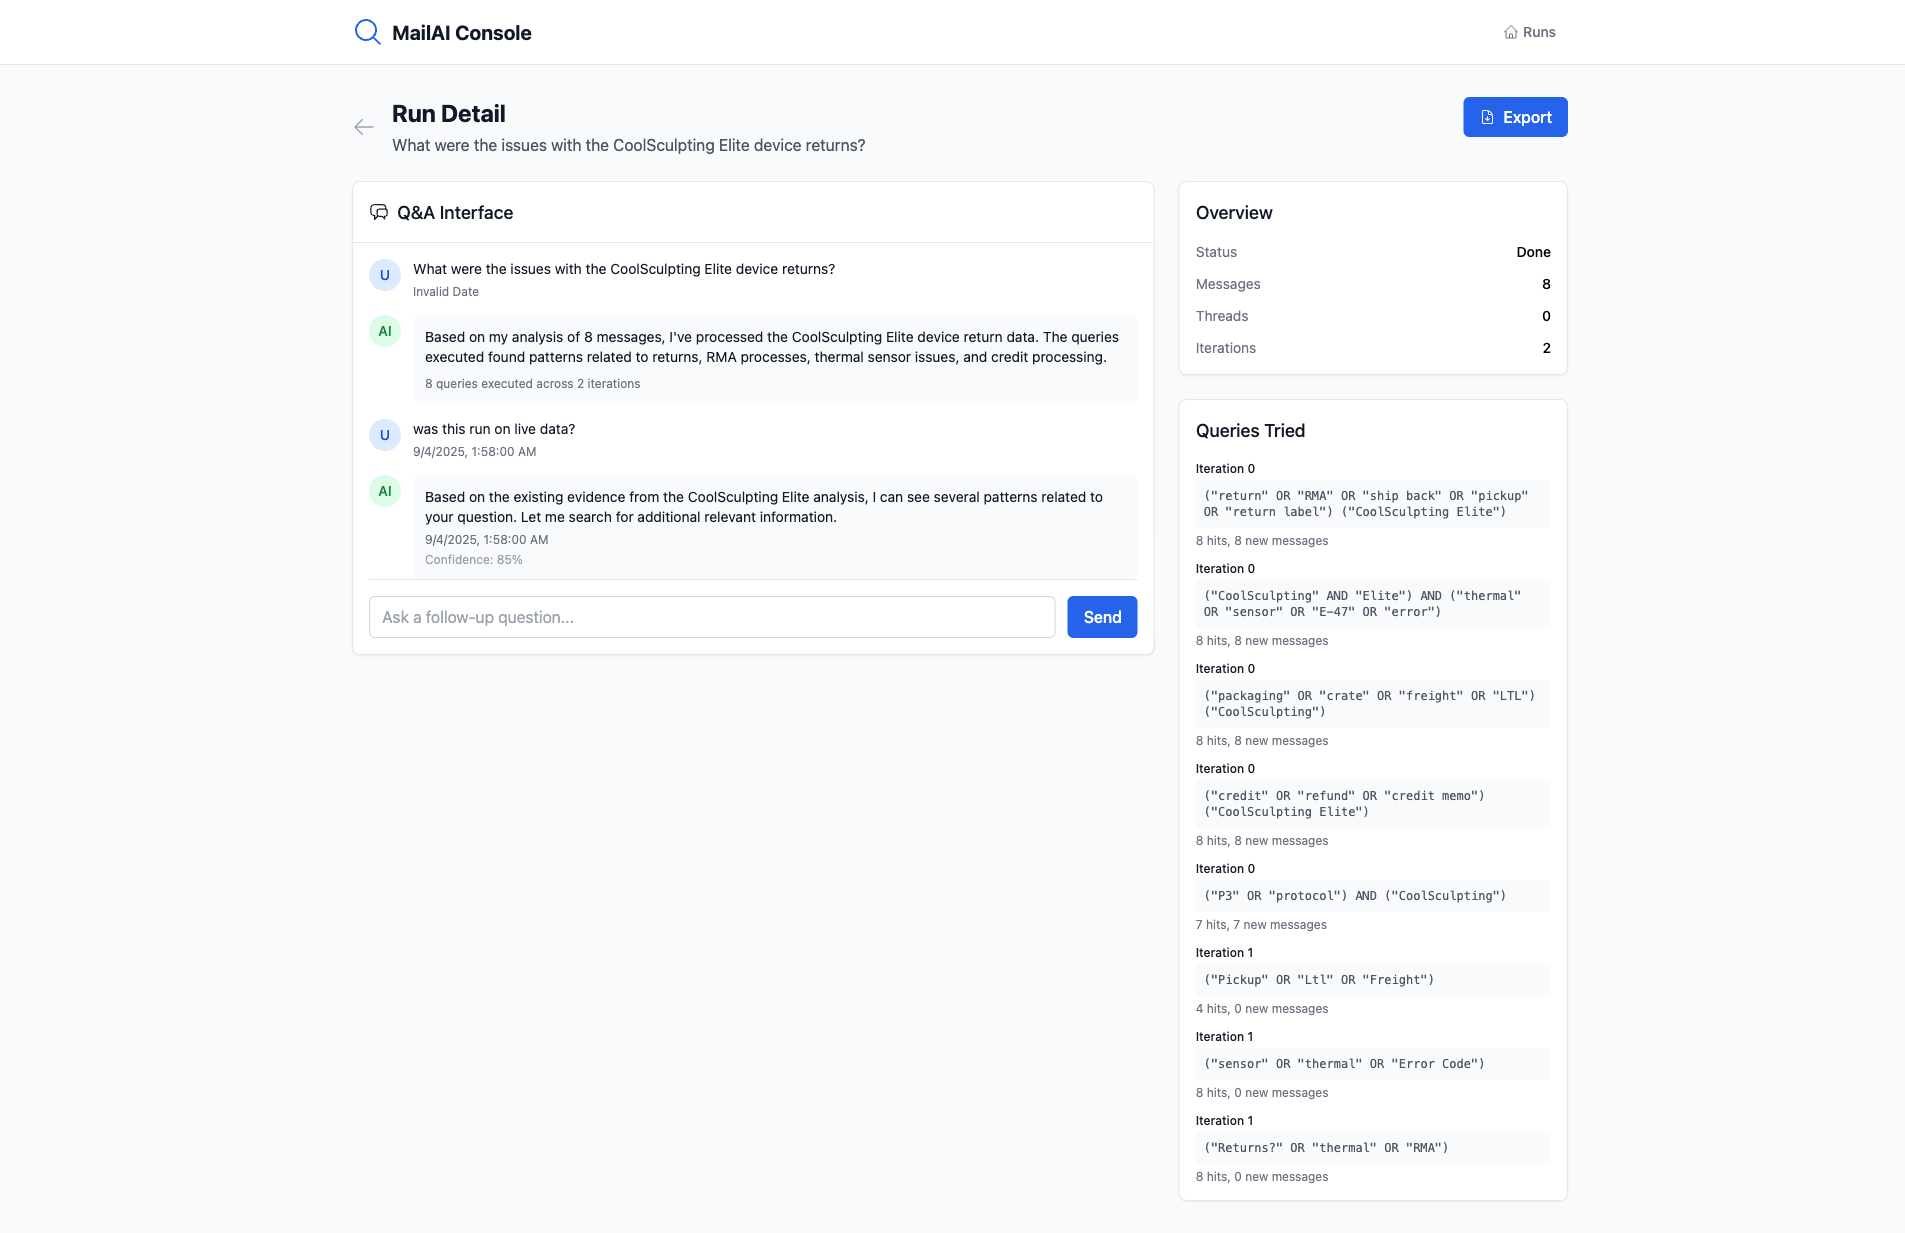 MailAI Console
Runs
Run Detail
What were the issues with the CoolSculpting Elite device returns?
Export
Q&A Interface
U
What were the issues with the CoolSculpting Elite device returns?
Invalid Date
AI
Based on my analysis of 8 messages, I've processed the CoolSculpting Elite device return data. The queries
executed found patterns related to returns, RMA processes, thermal sensor issues, and credit processing.
8 queries executed across 2 iterations
U
was this run on live data?
9/4/2025, 1:58:00 AM
AI
Based on the existing evidence from the CoolSculpting Elite analysis, I can see several patterns related to
your question. Let me search for additional relevant information.
9/4/2025, 1:58:00 AM
Confidence: 85%
Ask a follow-up question...
Send
Overview
Status Done
Messages 8
Threads 0
Iterations 2
Queries Tried
Iteration 0
("return" OR "RMA" OR "ship back" OR "pickup"
OR "return label") ("CoolSculpting Elite")
8 hits, 8 new messages
Iteration 0
("CoolSculpting" AND "Elite") AND ("thermal"
OR "sensor" OR "E-47" OR "error")
8 hits, 8 new messages
Iteration 0
("packaging" OR "crate" OR "freight" OR "LTL")
("CoolSculpting")
8 hits, 8 new messages
Iteration 0
("credit" OR "refund" OR "credit memo")
("CoolSculpting Elite")
8 hits, 8 new messages
Iteration 0
("P3" OR "protocol") AND ("CoolSculpting")
7 hits, 7 new messages
Iteration 1
("Pickup" OR "Ltl" OR "Freight")
4 hits, 0 new messages
Iteration 1
("sensor" OR "thermal" OR "Error Code")
8 hits, 0 new messages
Iteration 1
("Returns?" OR "thermal" OR "RMA")
8 hits, 0 new messages